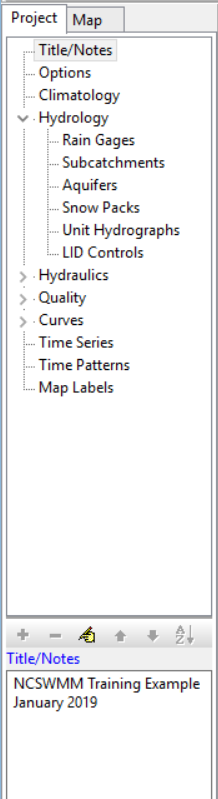 Project Map
Title/Notes
Options
Climatology
Hydrology
Rain Gages
Subcatchments
Aquifers
Snow Packs
Unit Hydrographs
LID Controls
Hydraulics
Quality
Curves
Time Series
Time Patterns
Map Labels
A
Z
Title/Notes
NCSWMM Training Example
January 2019